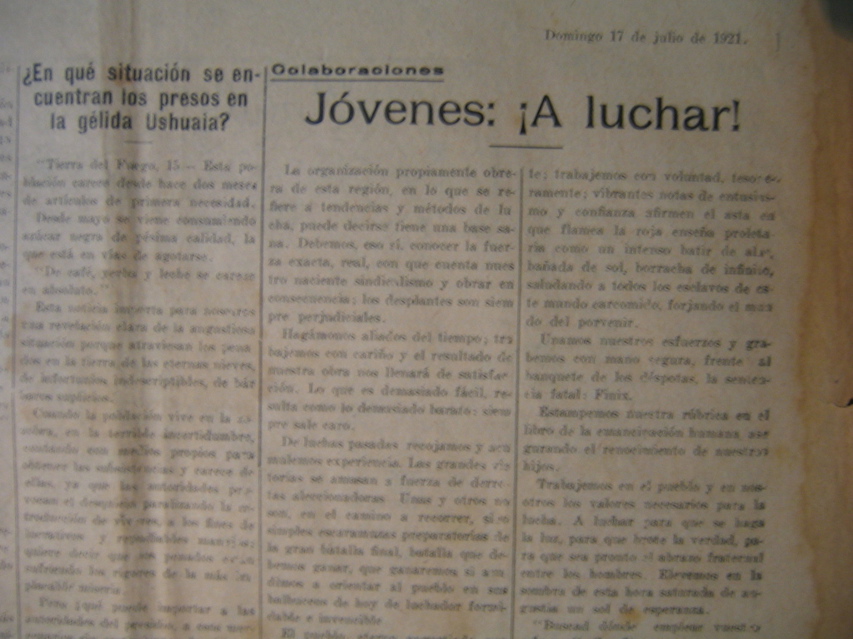 Domingo 17 de julio de 1921.
¿En qué situación se en-
cuentran los presos en
la gélida Ushuaia?
"Tierra del Fuego, 15.— Esta po-
blación carece desde hace dos meses
de artículos de primera necesidad.
Desde mayo se viene consumiendo
azúcar negra de pésima calidad, la
que está en vías de agotarse.
"De café, yerba y leche se carece
en absoluto."
Esta noticia importa para nosotros
una revelación clara de la angustiosa
situación porque atraviesan los pena
dos en la tierra de las eternas nieves,
de infortunios indescriptibles, de bár
baros suplicios.
Cuando la población vive en la zo-
zobra, en la terrible incertidumbre,
contando con medios propios para
obtener las subsistencias y carece de
ellas, ya que las autoridades pro-
vocan el desquicio paralizando la in-
troducción de víveres, a los fines de
lucrativos y repudiables
quiere decir que los penados están
sufriendo los rigores de la más im
placable miseria.
Pero ¿qué puede importar a las
autoridades del
Colaboraciones
Jóvenes: ¡A luchar!
La organización propiamente obre-
ra de esta región, en lo que se re-
fiere a tendencias y métodos de lu
cha, puede decirse tiene una base sa-
na. Debemos, eso sí, conocer la fuer-
za exacta, real, con que cuenta nues
tro naciente sindicalismo y obrar en
consecuencia; los desplantes son siem
pre perjudiciales.
Hagámonos aliados del tiempo; tra
bajemos con cariño y el resultado de
nuestra obra nos llenará de satisfac-
ción. Lo que es demasiado fácil, re-
sulta como lo demasiado barato: siem
pre sale caro.
De luchas pasadas recojamos y acu
mulemos experiencia. Las grandes vic
torias se amasan a fuerza de derro-
tas aleccionadoras. Unas y otros no
son, en el camino a recorrer, sino
simples escaramuzas preparatorias de
la gran batalla final, batalla que de-
bemos ganar, que ganaremos si acu
dimos a orientar al pueblo en sus
balbuceos de hoy de luchador formi-
dable e invencible
El pueblo
te; trabajemos con voluntad, tesone-
ramente; vibrantes notas de entusias-
mo y confianza afirmen el asta en
que flamea la roja enseña proleta-
ria como un intenso batir de alas,
bañada de sol, borracha de infinito,
saludando a todos los esclavos de es-
te mundo carcomido, forjando el mun
do del porvenir.
Unamos nuestros esfuerzos y gra-
bemos con mano segura, frente al
banquete de los déspotas, la senten-
cia fatal: Finix.
Estampemos nuestra rúbrica en el
libro de la emancipación humana, ase
gurando el renocimiento de nuestros
hijos.
Trabajemos en el pueblo y en nos-
otros los valores necesarios para la
lucha. A luchar para que se haga
la luz, para que brote la verdad, pa-
ra que sea pronto el abrazo fraternal
entre los hombres. Elevemos en la
sombra de esta hora saturada de an-
gustia un sol de esperanza.
"Buscad dónde empiece